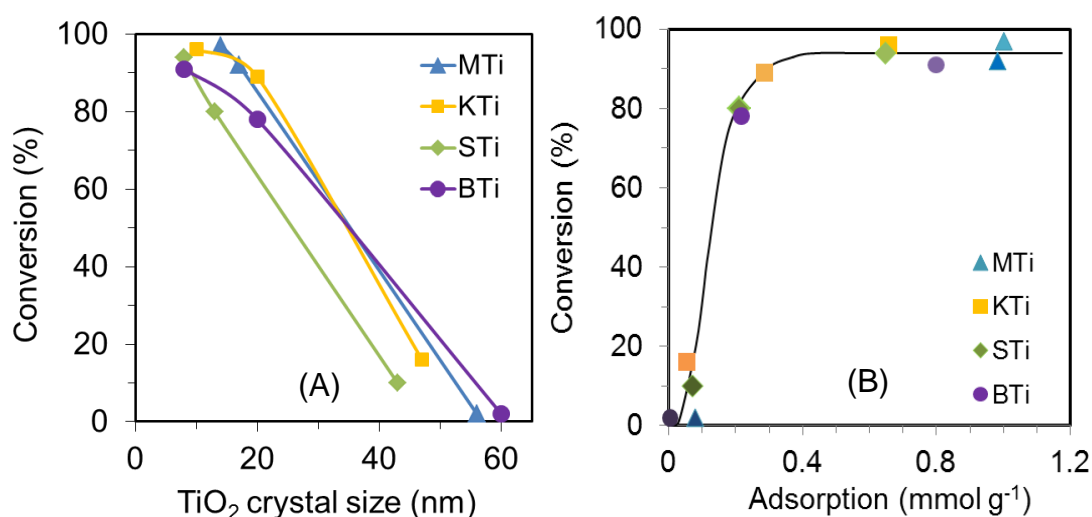 100
80
60
40
20
0
Conversion (%)
0 20 40 60
TiO₂ crystal size (nm)
MTi
KTi
STi
BTi
(A)
100
80
60
40
20
0
Conversion (%)
0 0.4 0.8 1.2
Adsorption (mmol g⁻¹)
MTi
KTi
STi
BTi
(B)